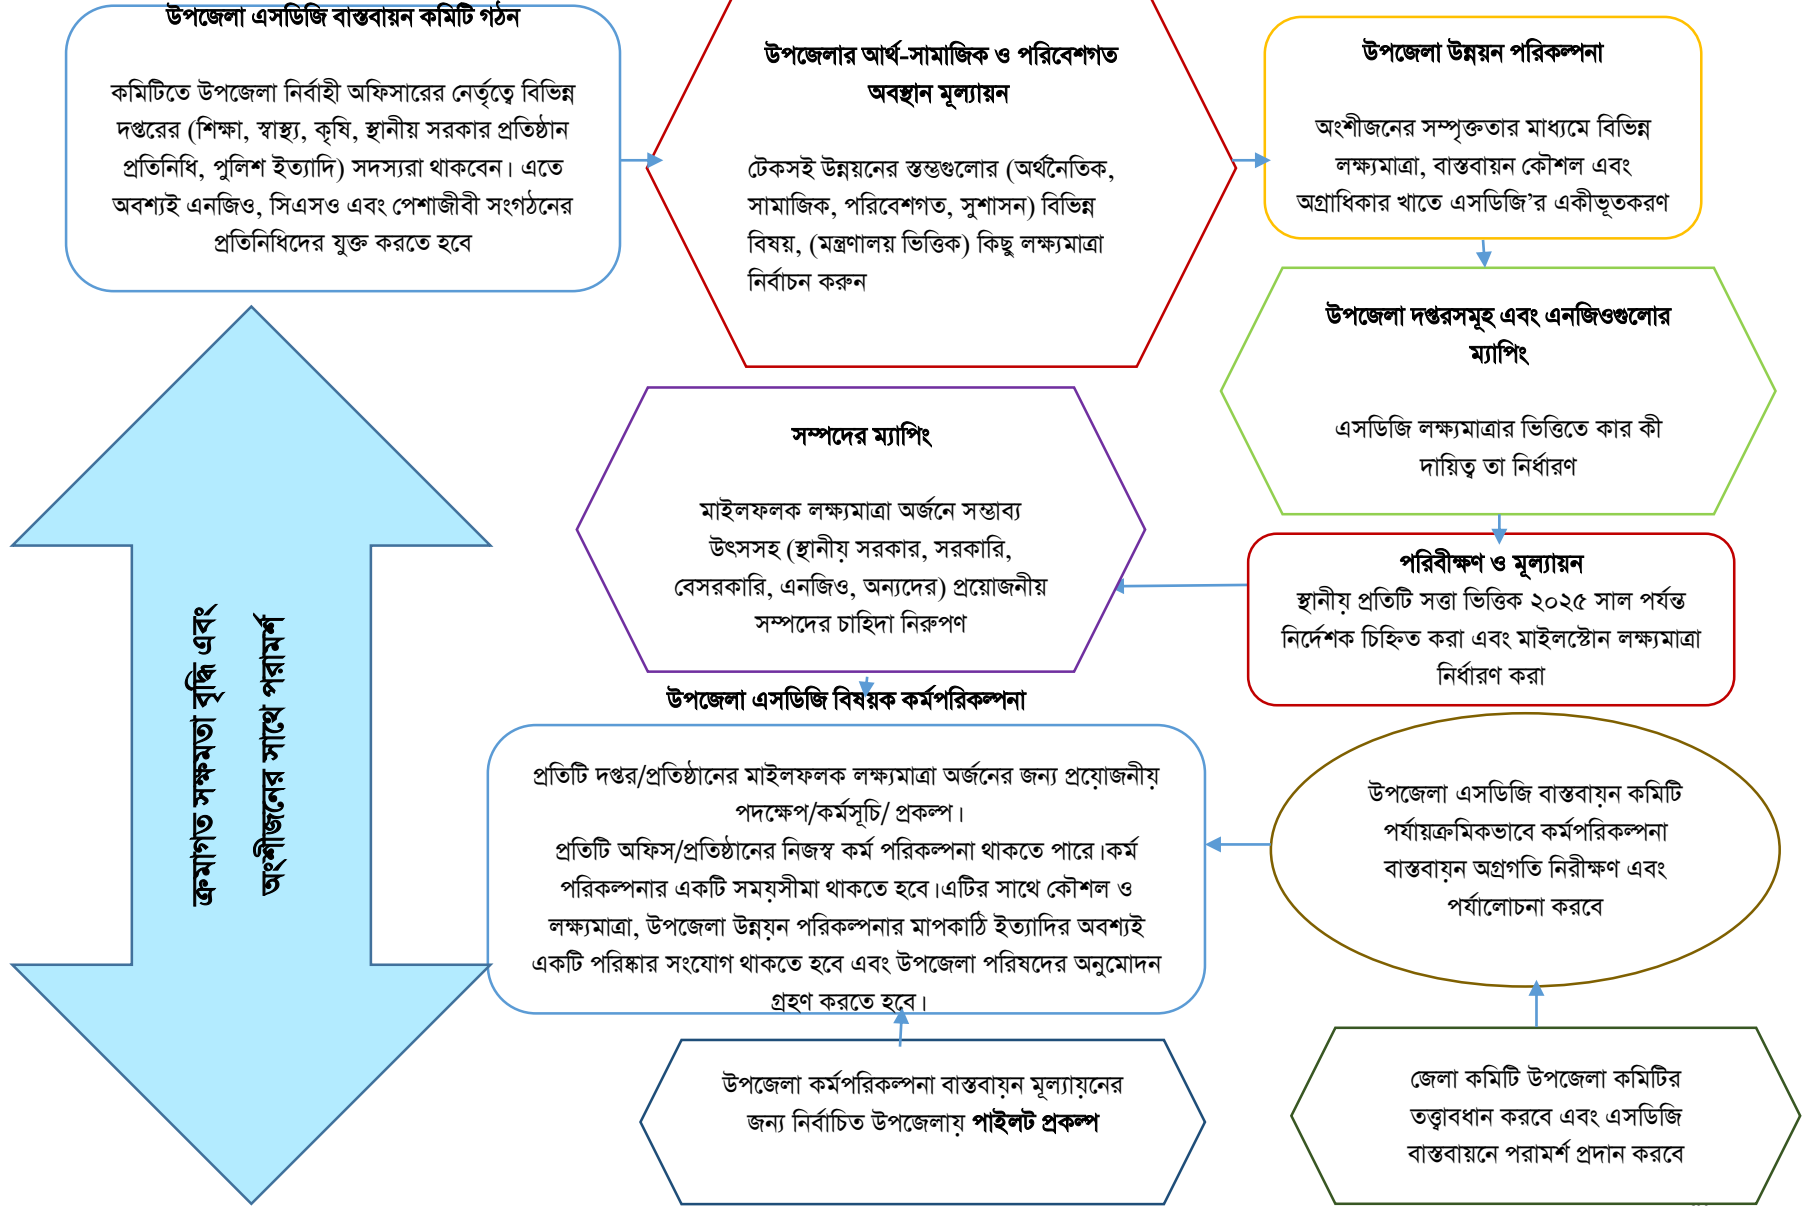 উপজেলা এসডিজি বাস্তবায়ন কমিটি গঠন
কমিটিতে উপজেলা নির্বাহী অফিসারের নের্তৃত্বে বিভিন্ন
দপ্তরের (শিক্ষা, স্বাস্থ্য, কৃষি, স্থানীয় সরকার প্রতিষ্ঠান
প্রতিনিধি, পুলিশ ইত্যাদি) সদস্যরা থাকবেন। এতে
অবশ্যই এনজিও, সিএসও এবং পেশাজীবী সংগঠনের
প্রতিনিধিদের যুক্ত করতে হবে
উপজেলার আর্থ-সামাজিক ও পরিবেশগত
অবস্থান মূল্যায়ন
টেকসই উন্নয়নের স্তম্ভগুলোর (অর্থনৈতিক,
সামাজিক, পরিবেশগত, সুশাসন) বিভিন্ন
বিষয়, (মন্ত্রণালয় ভিত্তিক) কিছু লক্ষ্যমাত্রা
নির্বাচন করুন
উপজেলা উন্নয়ন পরিকল্পনা
অংশীজনের সম্পৃক্ততার মাধ্যমে বিভিন্ন
লক্ষ্যমাত্রা, বাস্তবায়ন কৌশল এবং
অগ্রাধিকার খাতে এসডিজি’র একীভূতকরণ
উপজেলা দপ্তরসমূহ এবং এনজিওগুলোর
ম্যাপিং
এসডিজি লক্ষ্যমাত্রার ভিত্তিতে কার কী
দায়িত্ব তা নির্ধারণ
পরিবীক্ষণ ও মূল্যায়ন
স্থানীয় প্রতিটি সত্তা ভিত্তিক ২০২৫ সাল পর্যন্ত
নির্দেশক চিহ্নিত করা এবং মাইলস্টোন লক্ষ্যমাত্রা
নির্ধারণ করা
সম্পদের ম্যাপিং
মাইলফলক লক্ষ্যমাত্রা অর্জনে সম্ভাব্য
উৎসসহ (স্থানীয় সরকার, সরকারি,
বেসরকারি, এনজিও, অন্যদের) প্রয়োজনীয়
সম্পদের চাহিদা নিরুপণ
উপজেলা এসডিজি বিষয়ক কর্মপরিকল্পনা
প্রতিটি দপ্তর/প্রতিষ্ঠানের মাইলফলক লক্ষ্যমাত্রা অর্জনের জন্য প্রয়োজনীয়
পদক্ষেপ/কর্মসূচি/ প্রকল্প।
প্রতিটি অফিস/প্রতিষ্ঠানের নিজস্ব কর্ম পরিকল্পনা থাকতে পারে।কর্ম
পরিকল্পনার একটি সময়সীমা থাকতে হবে।এটির সাথে কৌশল ও
লক্ষ্যমাত্রা, উপজেলা উন্নয়ন পরিকল্পনার মাপকাঠি ইত্যাদির অবশ্যই
একটি পরিষ্কার সংযোগ থাকতে হবে এবং উপজেলা পরিষদের অনুমোদন
গ্রহণ করতে হবে।
উপজেলা এসডিজি বাস্তবায়ন কমিটি
পর্যায়ক্রমিকভাবে কর্মপরিকল্পনা
বাস্তবায়ন অগ্রগতি নিরীক্ষণ এবং
পর্যালোচনা করবে
উপজেলা কর্মপরিকল্পনা বাস্তবায়ন মূল্যায়নের
জন্য নির্বাচিত উপজেলায় পাইলট প্রকল্প
জেলা কমিটি উপজেলা কমিটির
তত্ত্বাবধান করবে এবং এসডিজি
বাস্তবায়নে পরামর্শ প্রদান করবে
ক্রমাগত সক্ষমতা বৃদ্ধি এবং
অংশীজনের সাথে পরামর্শ